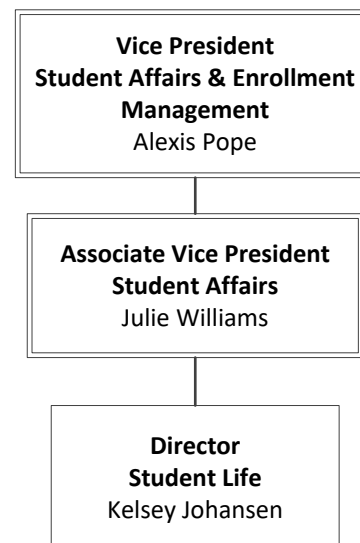 Vice President
Student Affairs & Enrollment
Management
Alexis Pope
Associate Vice President
Student Affairs
Julie Williams
Director
Student Life
Kelsey Johansen